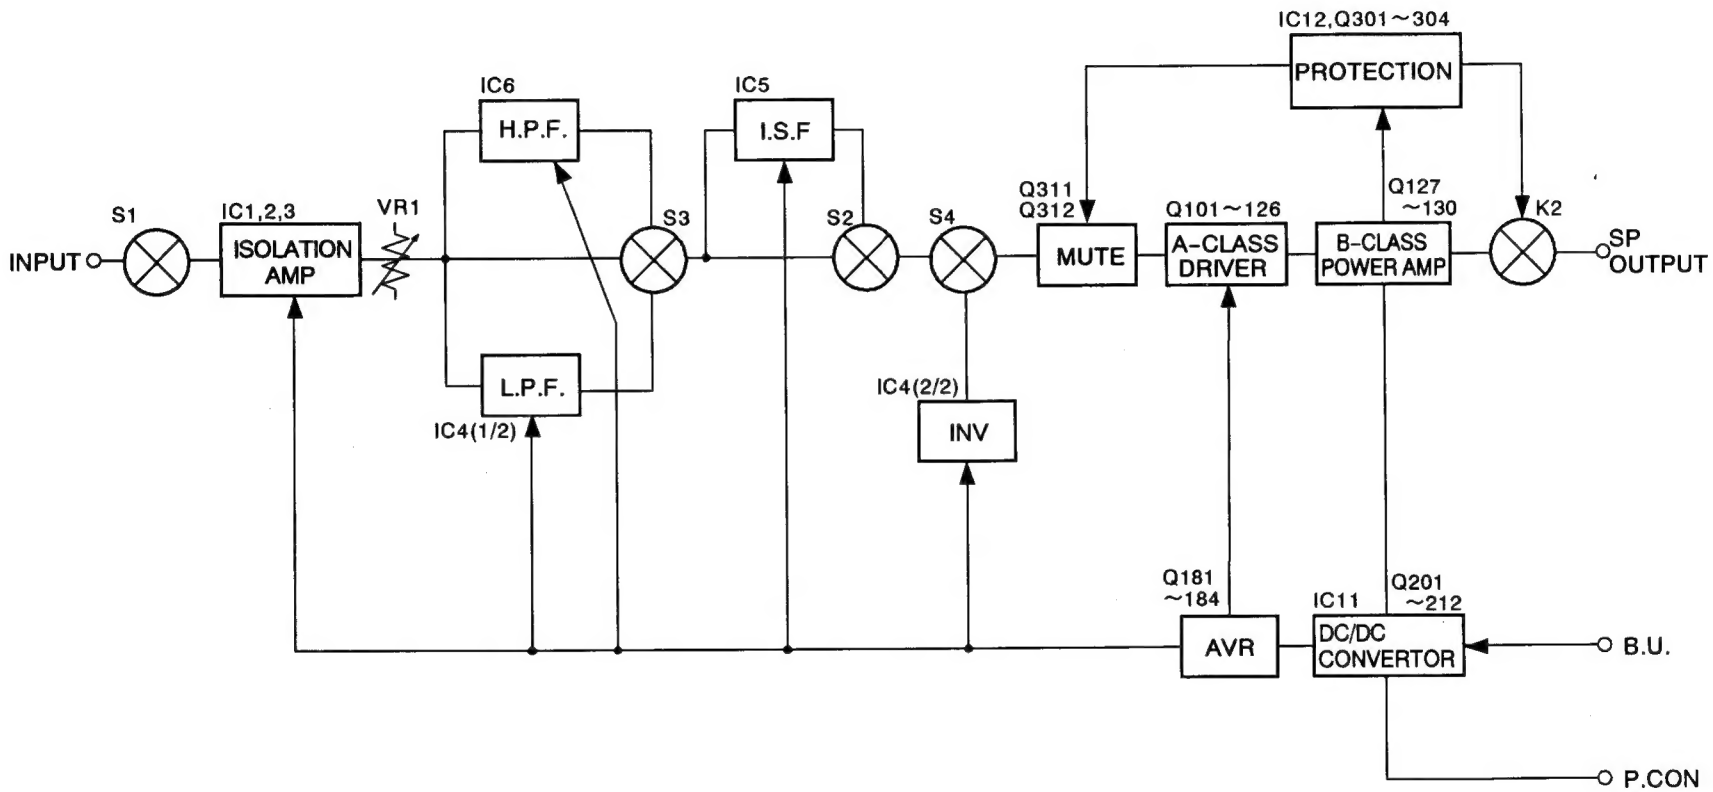 IC12,Q301~304
PROTECTION
IC6
H.P.F.
IC5
I.S.F
S1
IC1,2,3
ISOLATION
AMP
VR1
S3
S2
S4
Q311
Q312
MUTE
Q101~126
A-CLASS
DRIVER
Q127
~130
B-CLASS
POWER AMP
K2
INPUT
SP
OUTPUT
L.P.F.
IC4(1/2)
IC4(2/2)
INV
Q181
~184
AVR
IC11
Q201
~212
DC/DC
CONVERTOR
B.U.
P.CON